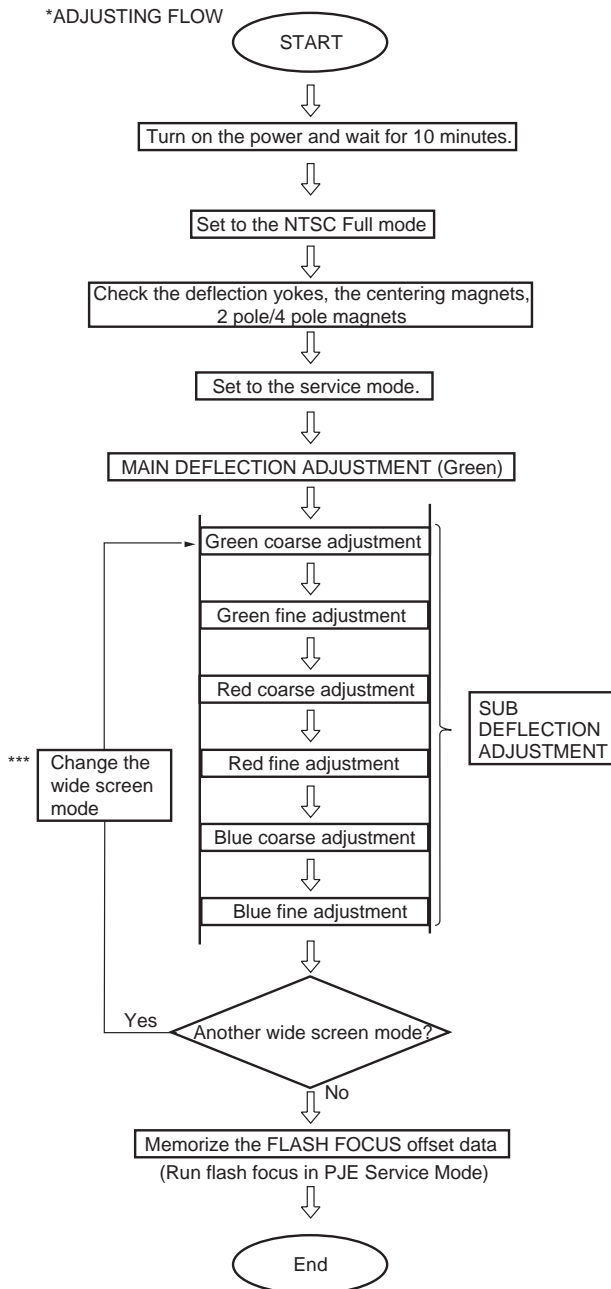 *ADJUSTING FLOW
START
Turn on the power and wait for 10 minutes.
Set to the NTSC Full mode
Check the deflection yokes, the centering magnets,
2 pole/4 pole magnets
Set to the service mode.
MAIN DEFLECTION ADJUSTMENT (Green)
Green coarse adjustment
Green fine adjustment
Red coarse adjustment
Red fine adjustment
Blue coarse adjustment
Blue fine adjustment
SUB
DEFLECTION
ADJUSTMENT
*** Change the
wide screen
mode
Another wide screen mode?
Yes
No
Memorize the FLASH FOCUS offset data
(Run flash focus in PJE Service Mode)
End